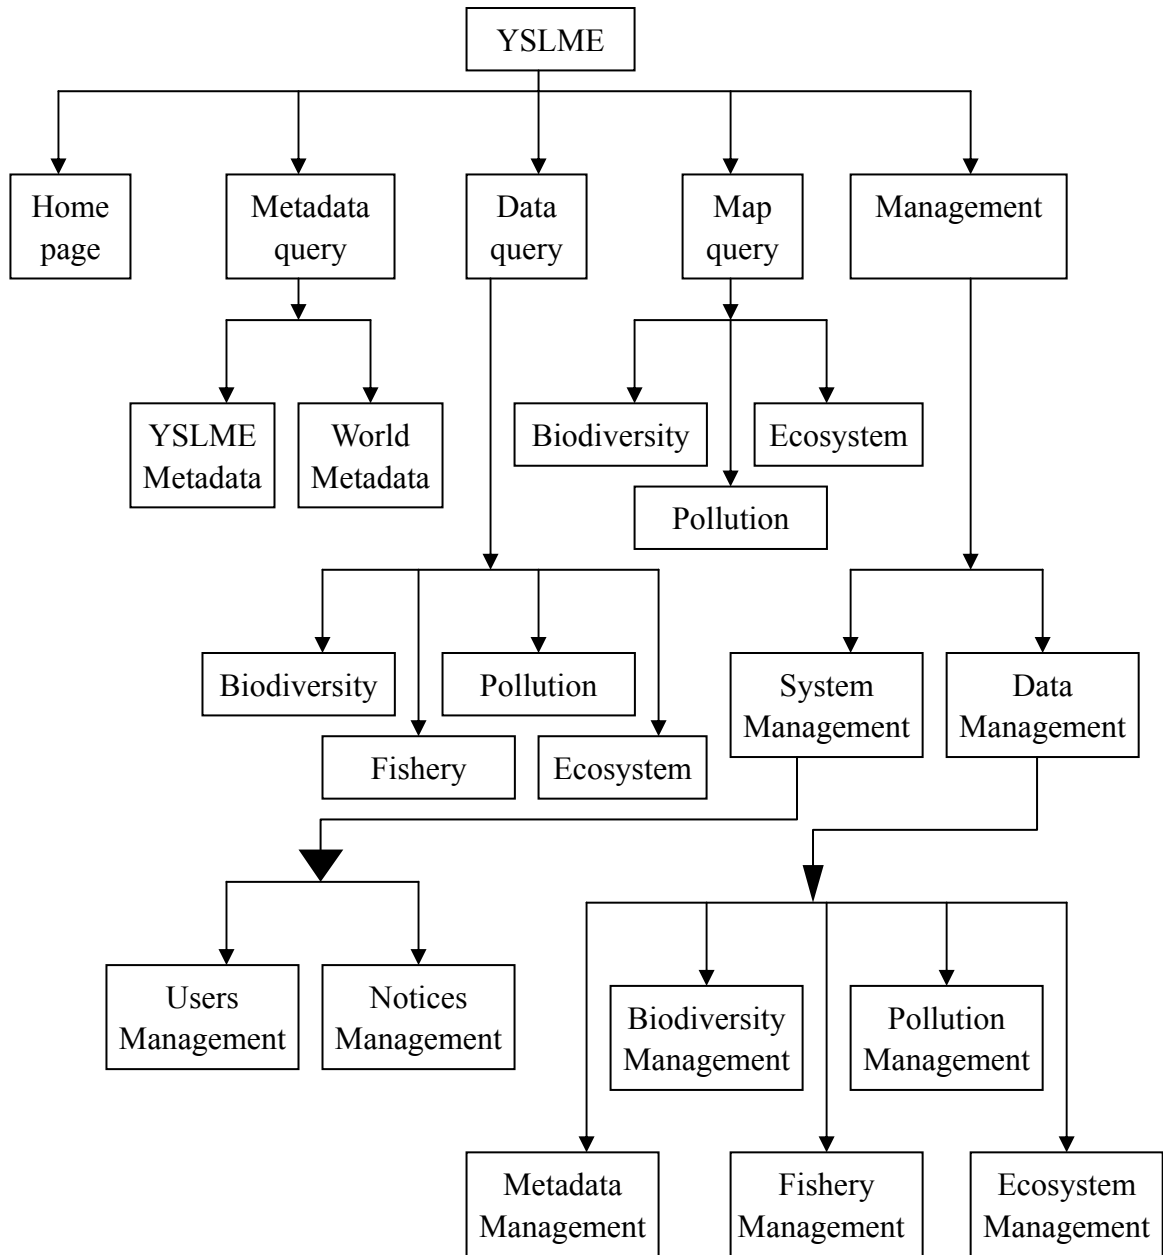 YSLME
Home
page
Metadata
query
Data
query
Map
query
Management
YSLME
Metadata
World
Metadata
Biodiversity
Ecosystem
Pollution
Biodiversity
Pollution
Fishery
Ecosystem
System
Management
Data
Management
Users
Management
Notices
Management
Biodiversity
Management
Pollution
Management
Metadata
Management
Fishery
Management
Ecosystem
Management